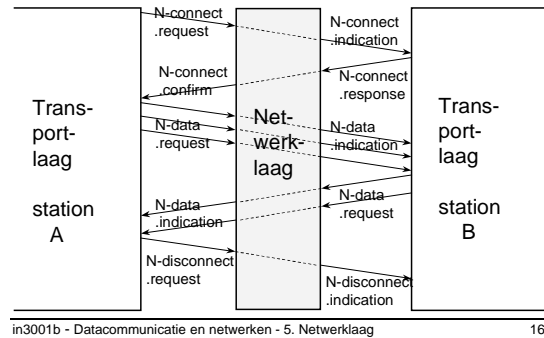 N-connect
.request
N-connect
.indication
N-connect
.confirm
N-connect
.response
Trans-
port-
laag
station
A
Net-
werk-
laag
Trans-
port-
laag
station
B
N-data
.request
N-data
.indication
N-data
.indication
N-data
.request
N-disconnect
.request
N-disconnect
.indication
in3001b - Datacommunicatie en netwerken - 5. Netwerklaag
16